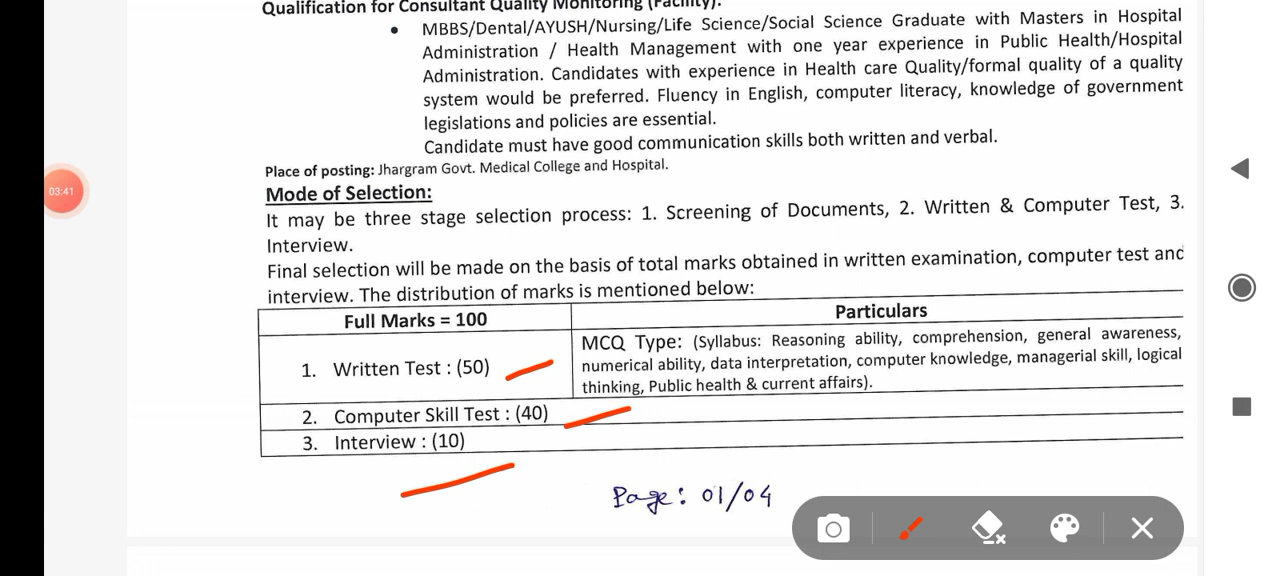 Qualification for Consultant Quality Monitoring (Facility):
• MBBS/Dental/AYUSH/Nursing/Life Science/Social Science Graduate with Masters in Hospital
Administration / Health Management with one year experience in Public Health/Hospital
Administration. Candidates with experience in Health care Quality/formal quality of a quality
system would be preferred. Fluency in English, computer literacy, knowledge of government
legislations and policies are essential.
Candidate must have good communication skills both written and verbal.
Place of posting: Jhargram Govt. Medical College and Hospital.
03:41
Mode of Selection:
It may be three stage selection process: 1. Screening of Documents, 2. Written & Computer Test, 3.
Interview.
Final selection will be made on the basis of total marks obtained in written examination, computer test and
interview. The distribution of marks is mentioned below:
Full Marks = 100
Particulars
1. Written Test : (50)
MCQ Type: (Syllabus: Reasoning ability, comprehension, general awareness,
numerical ability, data interpretation, computer knowledge, managerial skill, logical
thinking, Public health & current affairs).
2. Computer Skill Test : (40)
3. Interview : (10)
Page: 01/04